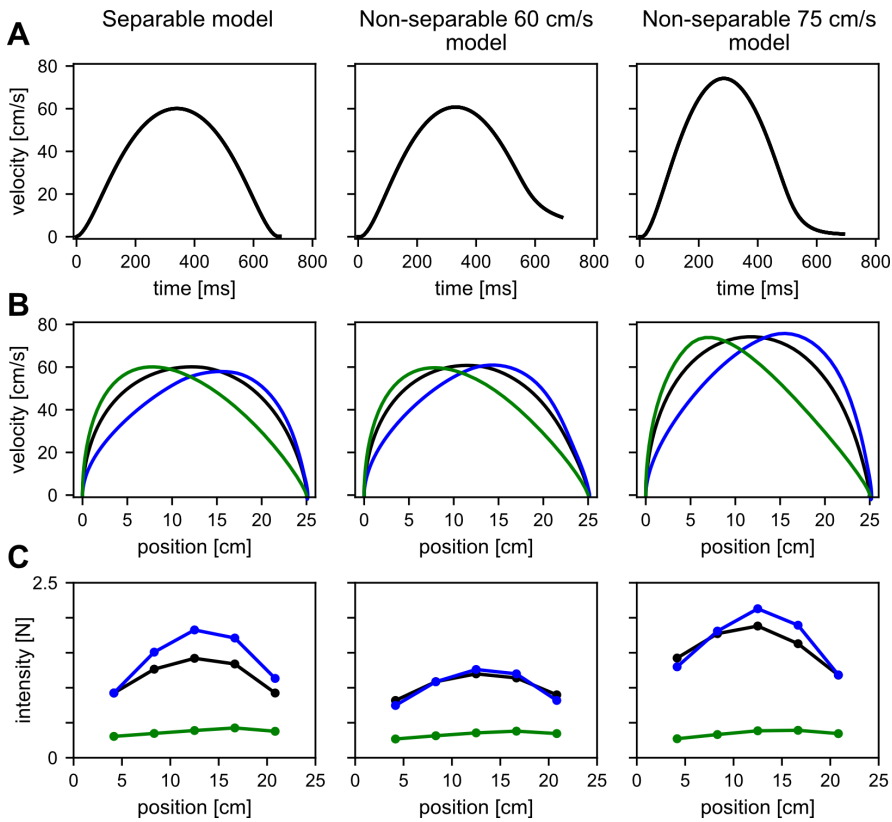 Separable model
Non-separable 60 cm/s
model
Non-separable 75 cm/s
model
A
80
60
40
20
0
velocity [cm/s]
0 200 400 600 800
0 200 400 600 800
0 200 400 600 800
time [ms]
time [ms]
time [ms]
B
80
60
40
20
0
velocity [cm/s]
0 5 10 15 20 25
0 5 10 15 20 25
0 5 10 15 20 25
position [cm]
position [cm]
position [cm]
C
2.5
0
intensity [N]
0 5 10 15 20 25
0 5 10 15 20 25
0 5 10 15 20 25
position [cm]
position [cm]
position [cm]